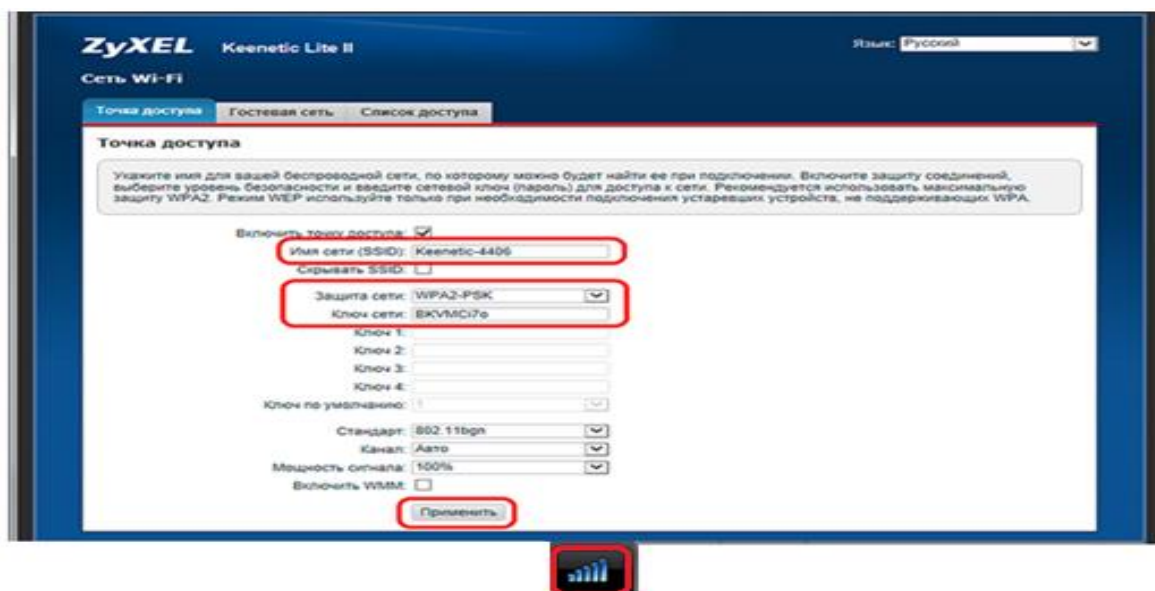 ZyXEL Keenetic Lite II
Язык: Русский
Сеть Wi-Fi
Точка доступа Гостевая сеть Список доступа
Точка доступа
Укажите имя для вашей беспроводной сети, по которому можно будет найти ее при подключении. Включите защиту соединений,
выберите уровень безопасности и введите сетевой ключ (пароль) для доступа к сети. Рекомендуется использовать максимальную
защиту WPA2. Режим WEP используйте только при необходимости подключения устаревших устройств, не поддерживающих WPA.
Включить точку доступа:
Имя сети (SSID): Keenetic-4406
Скрывать SSID:
Защита сети: WPA2-PSK
Ключ сети: BKVMCi7o
Ключ 1:
Ключ 2:
Ключ 3:
Ключ 4:
Ключ по умолчанию: 1
Стандарт: 802.11bgn
Канал: Авто
Мощность сигнала: 100%
Включить WMM:
Применить